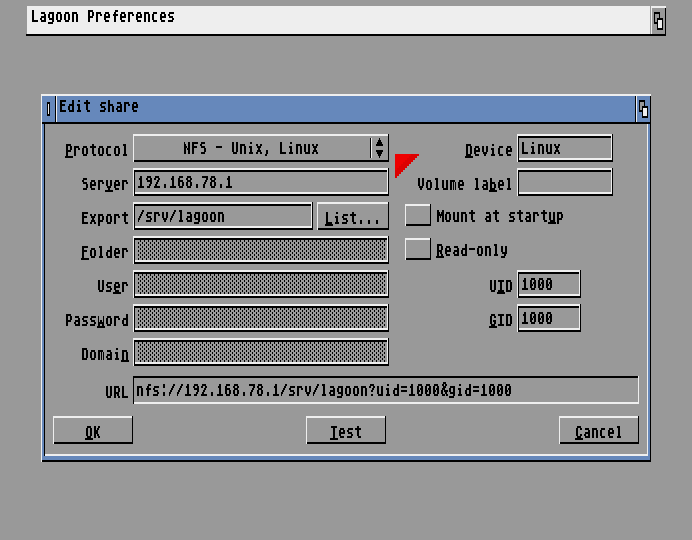 Lagoon Preferences
Edit share
Protocol NFS - Unix, Linux Device Linux
Server 192.168.78.1 Volume label
Export /srv/lagoon List... Mount at startup
Folder Read-only
User UID 1000
Password GID 1000
Domain
URL nfs://192.168.78.1/srv/lagoon?uid=1000&gid=1000
OK Test Cancel